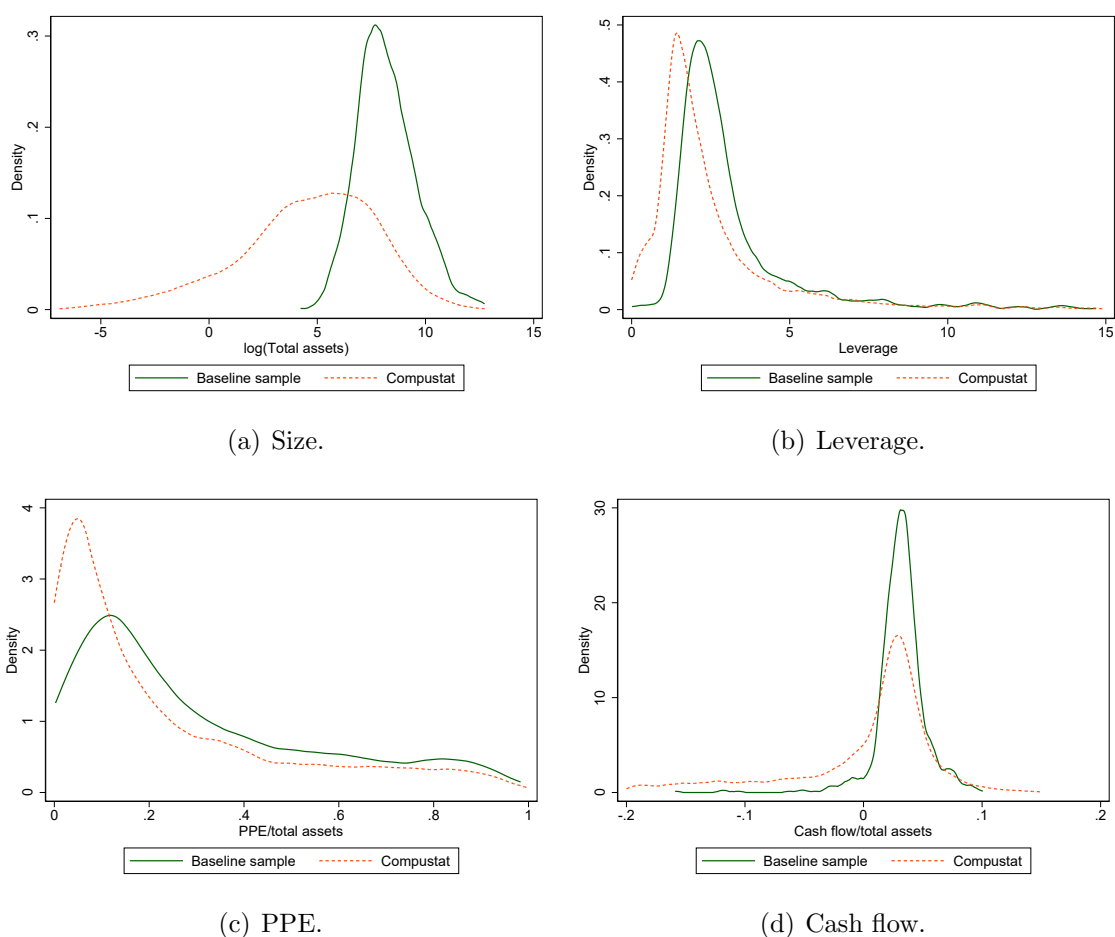 .3
.2
.1
0
Density
-5 0 5 10 15
log(Total assets)
Baseline sample Compustat
(a) Size.
.5
.4
.3
.2
.1
0
Density
0 5 10 15
Leverage
Baseline sample Compustat
(b) Leverage.
4
3
2
1
0
Density
0 .2 .4 .6 .8 1
PPE/total assets
Baseline sample Compustat
(c) PPE.
30
20
10
0
Density
-.2 -.1 0 .1 .2
Cash flow/total assets
Baseline sample Compustat
(d) Cash flow.